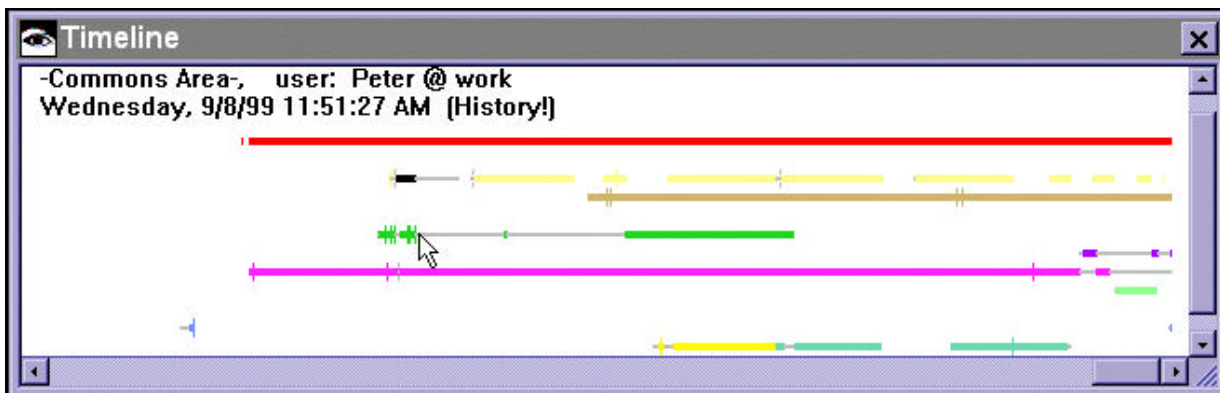 Timeline
-Commons Area-, user: Peter @ work
Wednesday, 9/8/99 11:51:27 AM (History!)